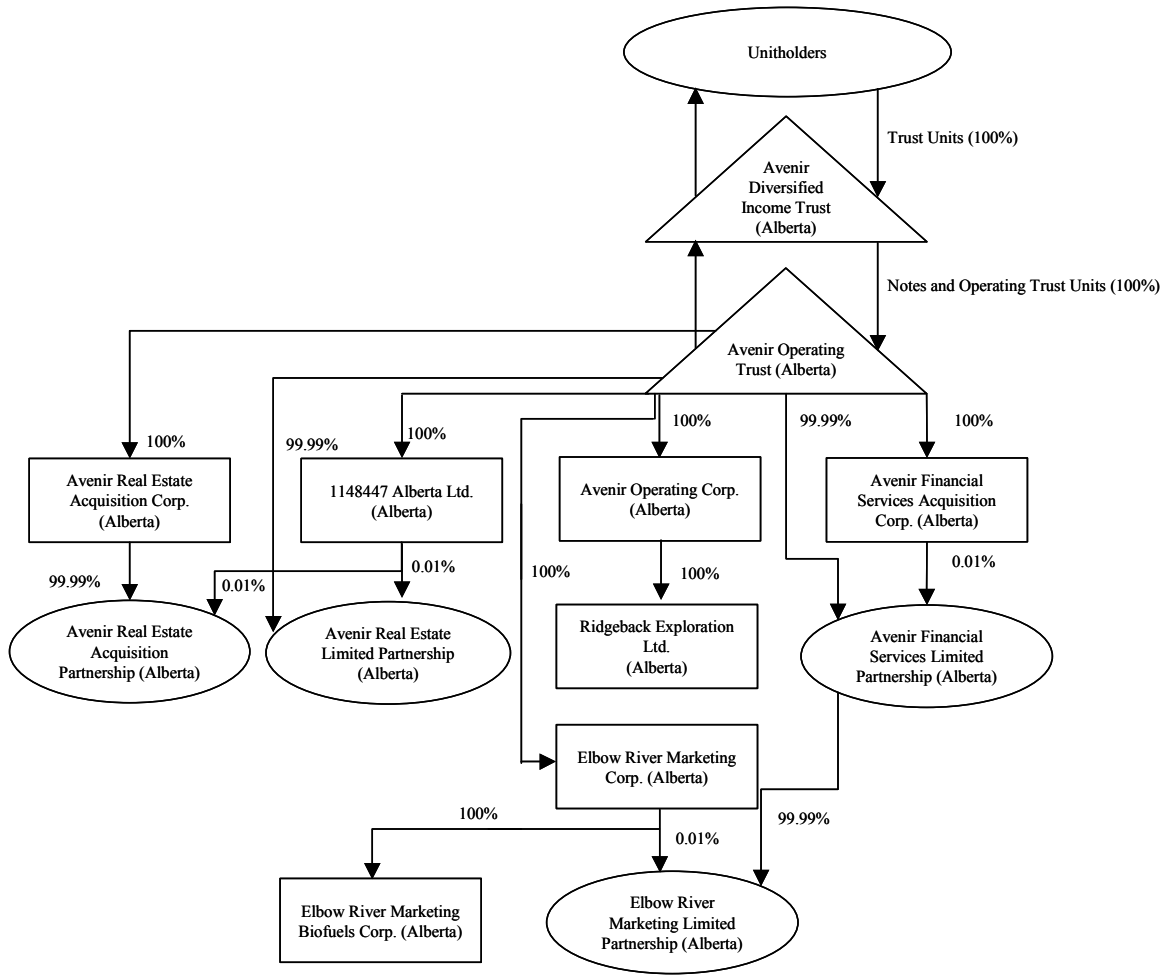 Unitholders
Trust Units (100%)
Avenir
Diversified
Income Trust
(Alberta)
Notes and Operating Trust Units (100%)
Avenir Operating
Trust (Alberta)
100%
99.99%
100%
100%
99.99%
100%
Avenir Real Estate
Acquisition Corp.
(Alberta)
1148447 Alberta Ltd.
(Alberta)
Avenir Operating Corp.
(Alberta)
Avenir Financial
Services Acquisition
Corp. (Alberta)
99.99%
0.01%
0.01%
100%
100%
0.01%
Avenir Real Estate
Acquisition
Partnership (Alberta)
Avenir Real Estate
Limited Partnership
(Alberta)
Ridgeback Exploration
Ltd.
(Alberta)
Avenir Financial
Services Limited
Partnership (Alberta)
Elbow River Marketing
Corp. (Alberta)
100%
0.01%
99.99%
Elbow River Marketing
Biofuels Corp. (Alberta)
Elbow River
Marketing Limited
Partnership (Alberta)